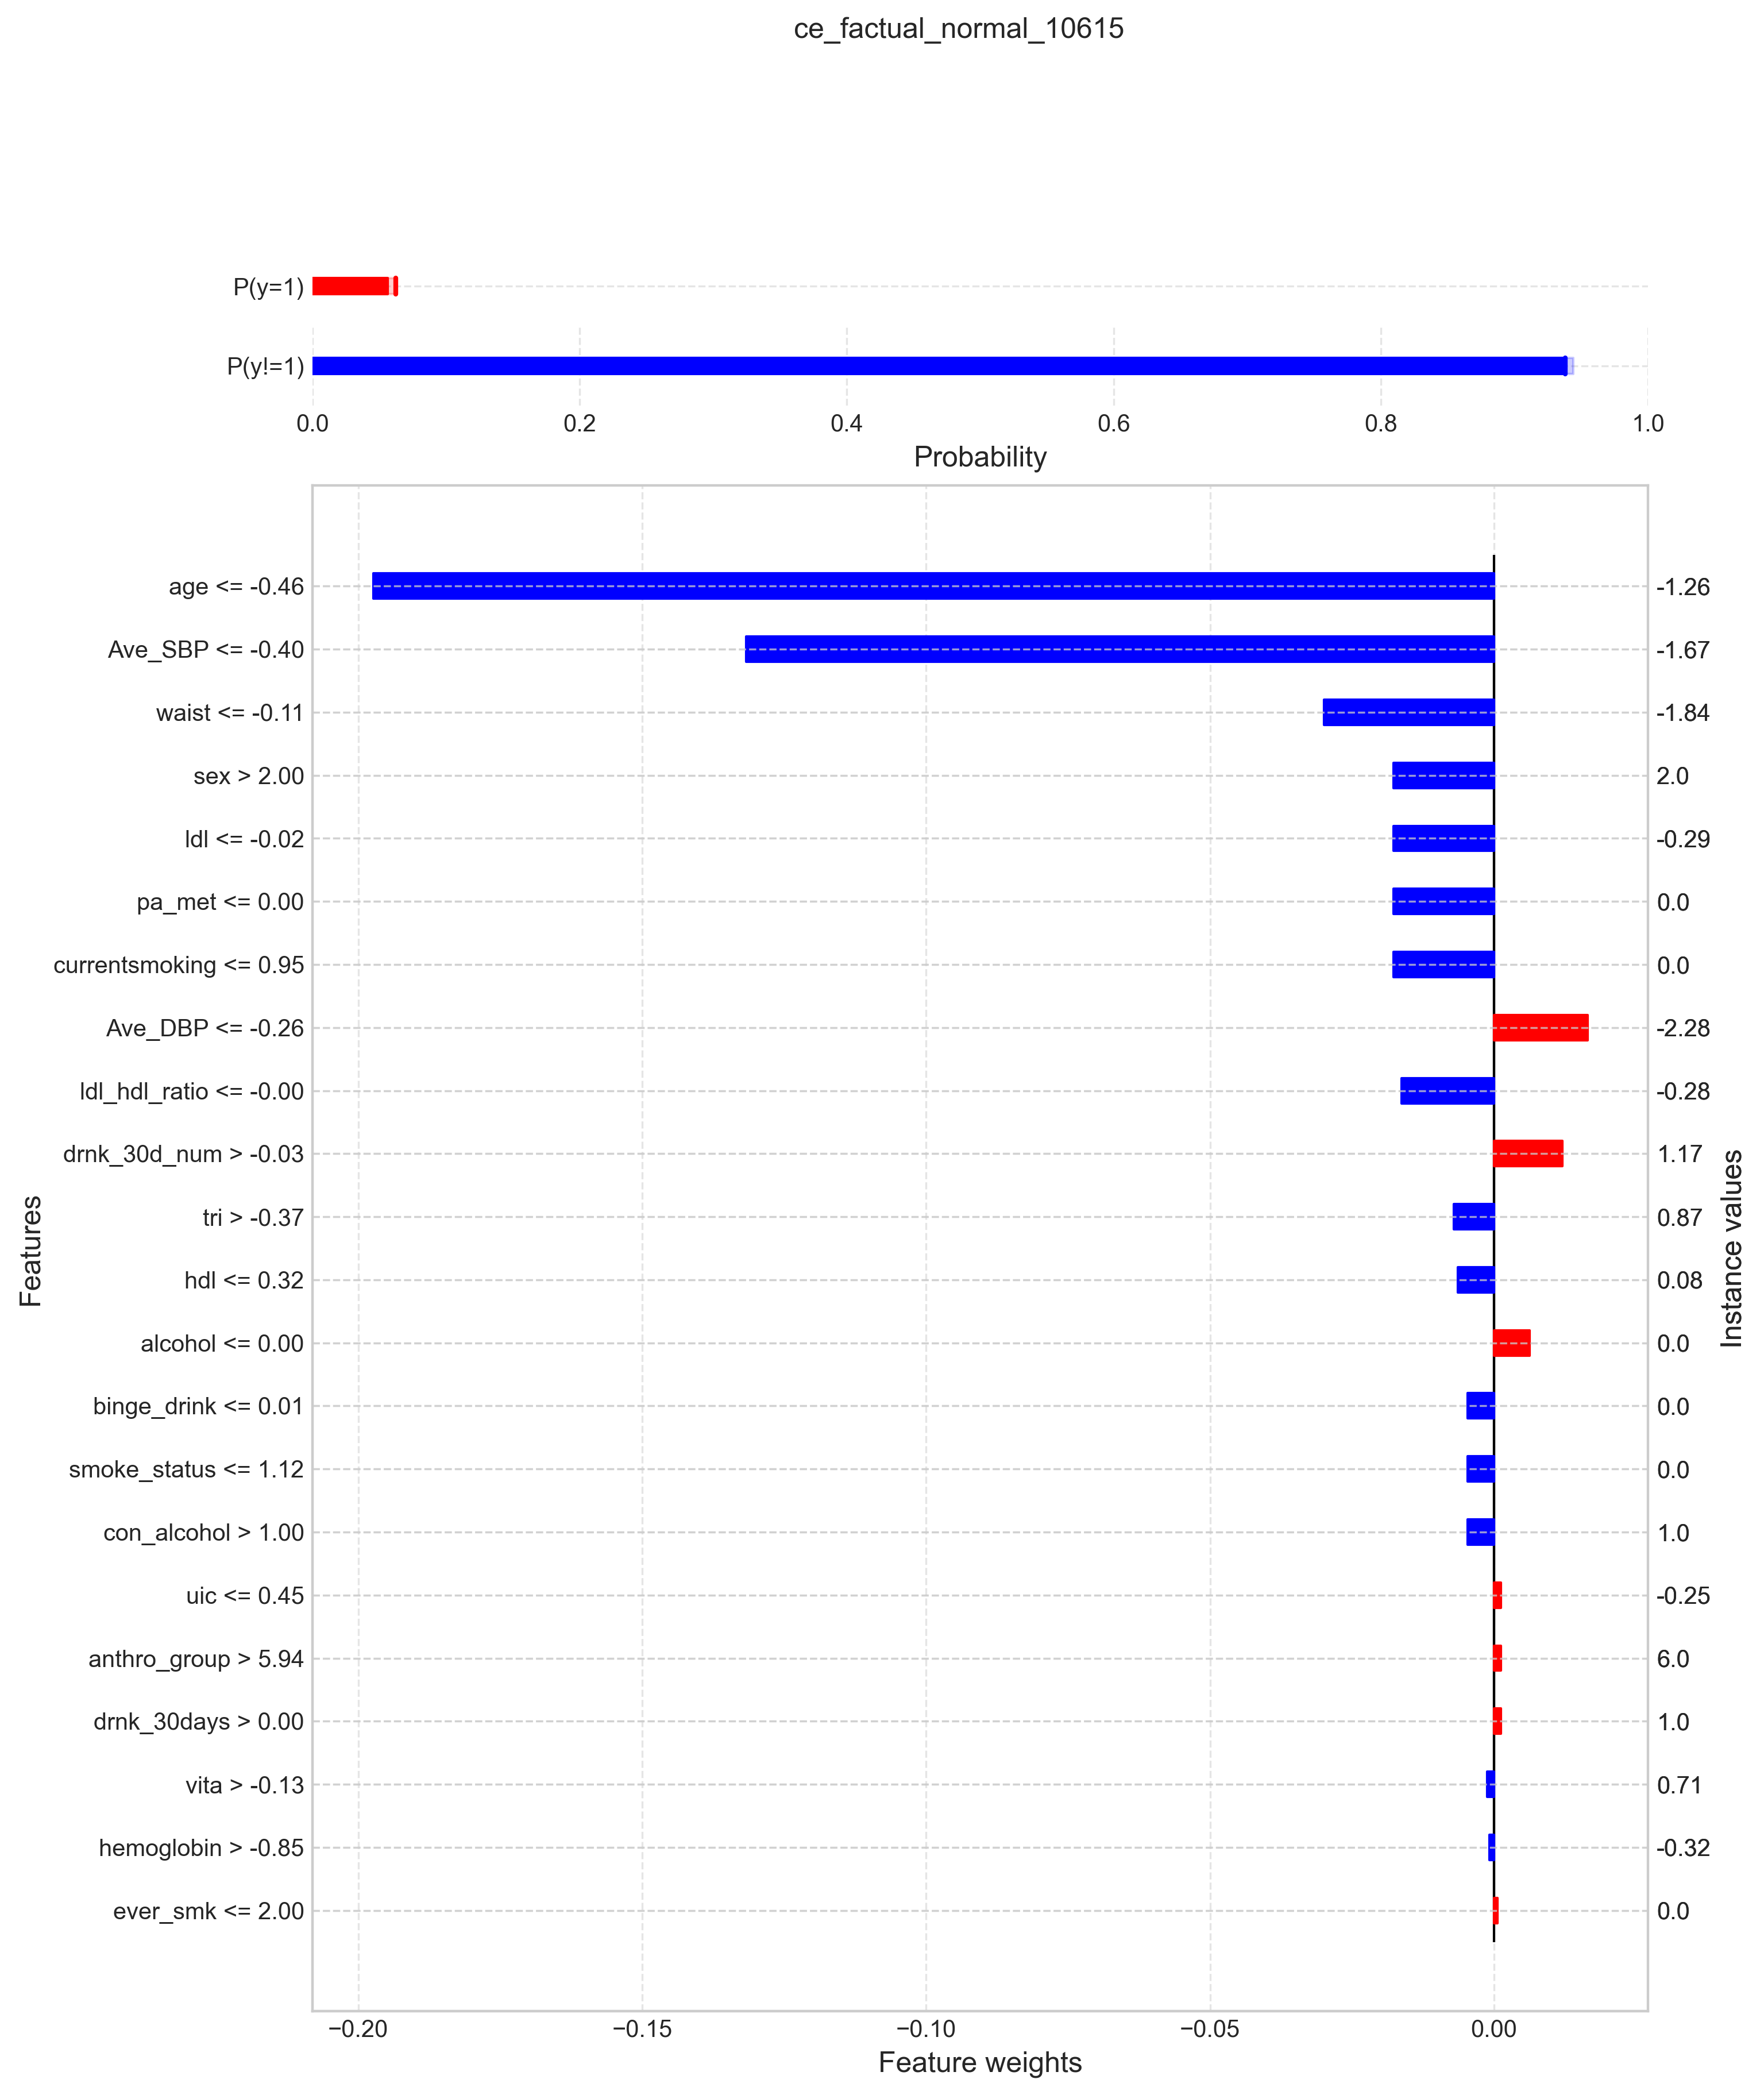 ce_factual_normal_10615
P(y=1)
P(y!=1)
0.0 0.2 0.4 0.6 0.8 1.0
Probability
age <= -0.46 -1.26
Ave_SBP <= -0.40 -1.67
waist <= -0.11 -1.84
sex > 2.00 2.0
ldl <= -0.02 -0.29
pa_met <= 0.00 0.0
currentsmoking <= 0.95 0.0
Ave_DBP <= -0.26 -2.28
ldl_hdl_ratio <= -0.00 -0.28
drnk_30d_num > -0.03 1.17
tri > -0.37 0.87
hdl <= 0.32 0.08
alcohol <= 0.00 0.0
binge_drink <= 0.01 0.0
smoke_status <= 1.12 0.0
con_alcohol > 1.00 1.0
uic <= 0.45 -0.25
anthro_group > 5.94 6.0
drnk_30days > 0.00 1.0
vita > -0.13 0.71
hemoglobin > -0.85 -0.32
ever_smk <= 2.00 0.0
Features
Instance values
−0.20 −0.15 −0.10 −0.05 0.00
Feature weights